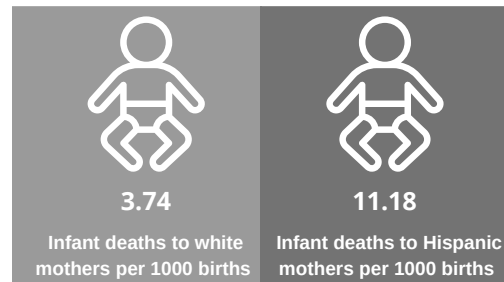 3.74
Infant deaths to white
mothers per 1000 births
11.18
Infant deaths to Hispanic
mothers per 1000 births